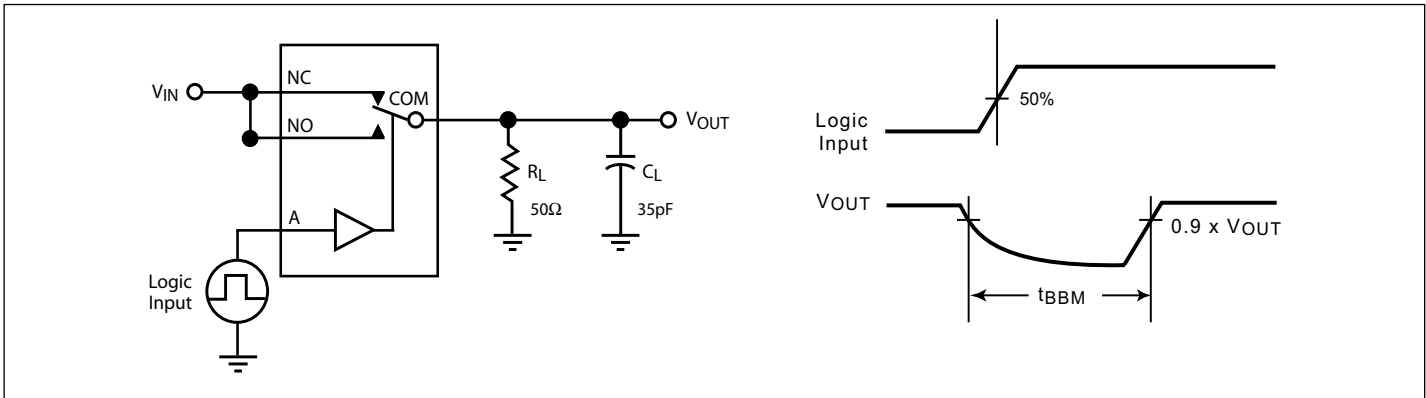 NC
COM
VIN
NO
VOUT
RL
50Ω
CL
35pF
A
Logic
Input
50%
Logic
Input
VOUT
0.9 x VOUT
tBBM